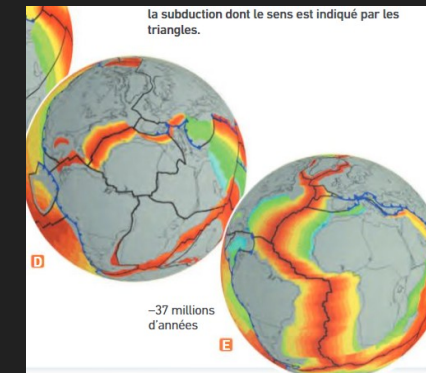 la subduction dont le sens est indiqué par les
triangles.
D
–37 millions
d'années
E